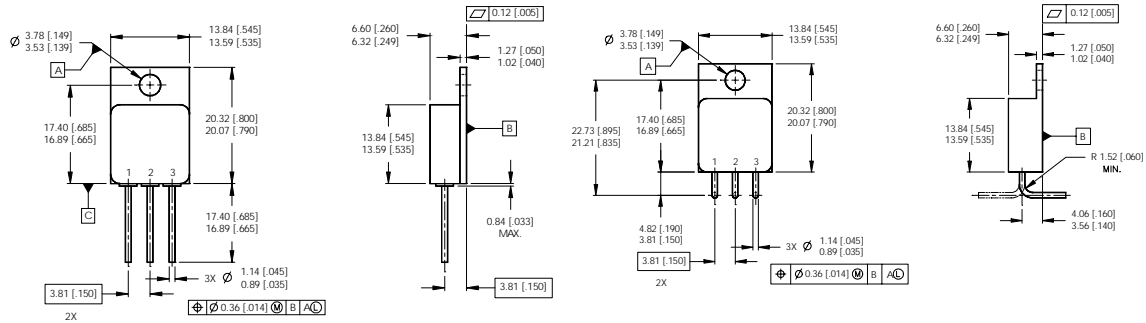 Ø 3.78 [.149]
3.53 [.139]
A
13.84 [.545]
13.59 [.535]
17.40 [.685]
16.89 [.665]
20.32 [.800]
20.07 [.790]
1 2 3
C
17.40 [.685]
16.89 [.665]
3X Ø 1.14 [.045]
0.89 [.035]
3.81 [.150]
2X
⌖ Ø 0.36 [.014] Ⓜ B A Ⓛ
⏥ 0.12 [.005]
6.60 [.260]
6.32 [.249]
1.27 [.050]
1.02 [.040]
13.84 [.545]
13.59 [.535]
B
0.84 [.033]
MAX.
3.81 [.150]
Ø 3.78 [.149]
3.53 [.139]
A
13.84 [.545]
13.59 [.535]
22.73 [.895]
21.21 [.835]
17.40 [.685]
16.89 [.665]
20.32 [.800]
20.07 [.790]
1 2 3
4.82 [.190]
3.81 [.150]
3X Ø 1.14 [.045]
0.89 [.035]
3.81 [.150]
2X
⌖ Ø 0.36 [.014] Ⓜ B A Ⓛ
⏥ 0.12 [.005]
6.60 [.260]
6.32 [.249]
1.27 [.050]
1.02 [.040]
13.84 [.545]
13.59 [.535]
B
R 1.52 [.060]
MIN.
4.06 [.160]
3.56 [.140]